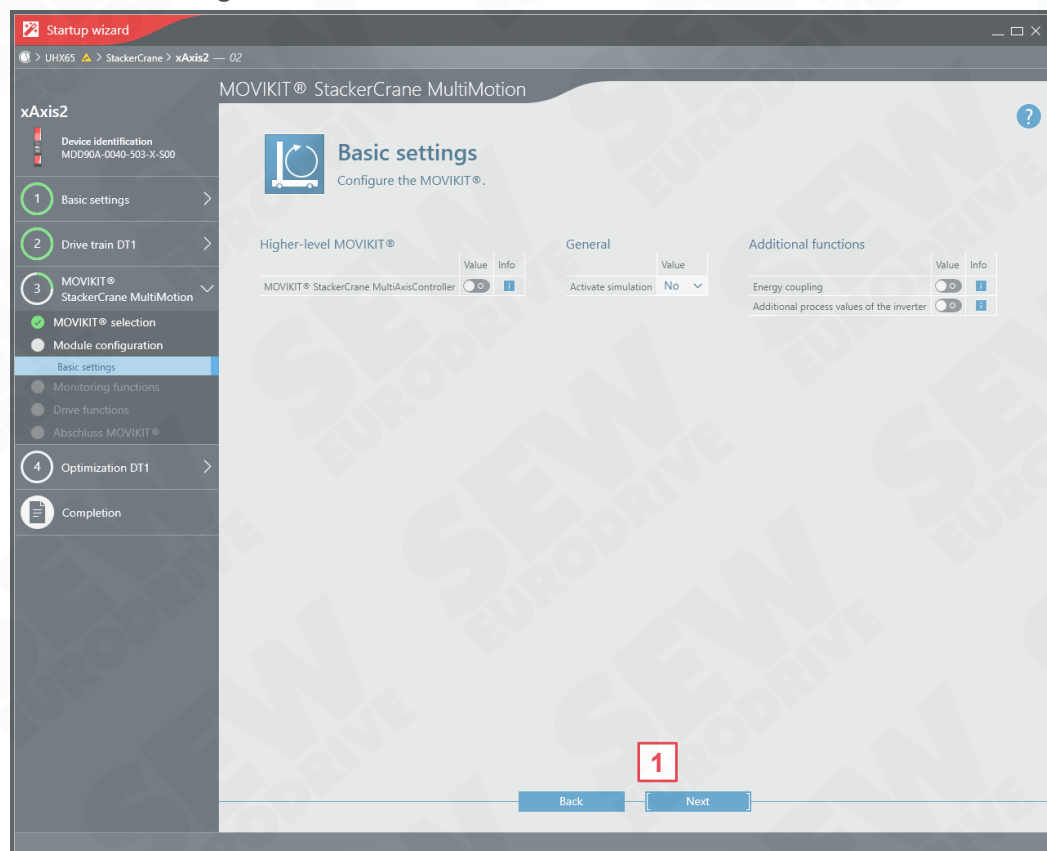 Startup wizard
UHX65 > StackerCrane > xAxis2 — 02
MOVIKIT® StackerCrane MultiMotion
xAxis2
Device identification
MDD90A-0040-503-X-S00
1 Basic settings
2 Drive train DT1
3 MOVIKIT®
StackerCrane MultiMotion
MOVIKIT® selection
Module configuration
Basic settings
Monitoring functions
Drive functions
Abschluss MOVIKIT®
4 Optimization DT1
Completion
?
Basic settings
Configure the MOVIKIT®.
Higher-level MOVIKIT®
Value Info
MOVIKIT® StackerCrane MultiAxisController
General
Value
Activate simulation No
Additional functions
Value Info
Energy coupling
Additional process values of the inverter
1
Back Next
SEW
EURODRIVE